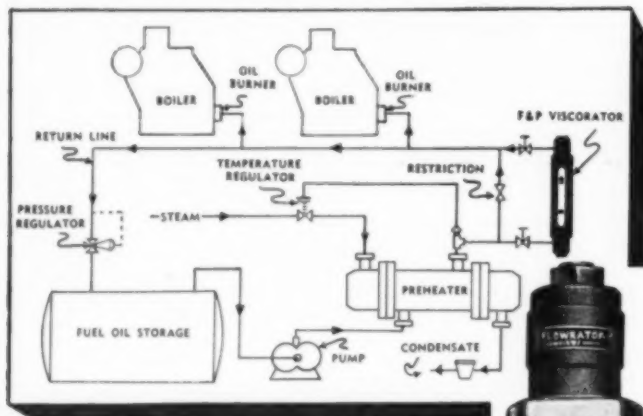 OIL
BURNER
OIL
BURNER
BOILER
BOILER
F&P VISCORATOR
RETURN LINE
TEMPERATURE
REGULATOR
RESTRICTION
PRESSURE
REGULATOR
STEAM
PREHEATER
FUEL OIL STORAGE
PUMP
CONDENSATE
FLOWRATOR